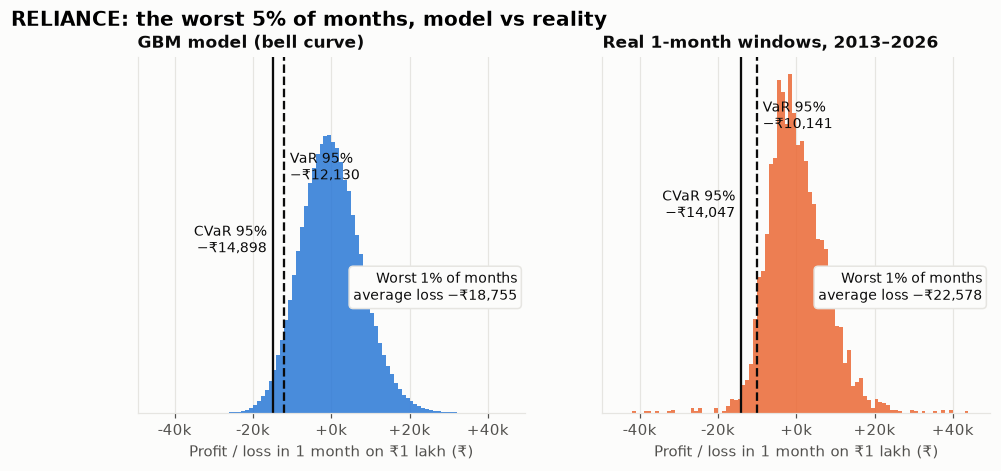 RELIANCE: the worst 5% of months, model vs reality
GBM model (bell curve)
VaR 95%
−₹12,130
CVaR 95%
−₹14,898
Worst 1% of months
average loss −₹18,755
-40k
-20k
+0k
+20k
+40k
Profit / loss in 1 month on ₹1 lakh (₹)
Real 1-month windows, 2013–2026
VaR 95%
−₹10,141
CVaR 95%
−₹14,047
Worst 1% of months
average loss −₹22,578
-40k
-20k
+0k
+20k
+40k
Profit / loss in 1 month on ₹1 lakh (₹)